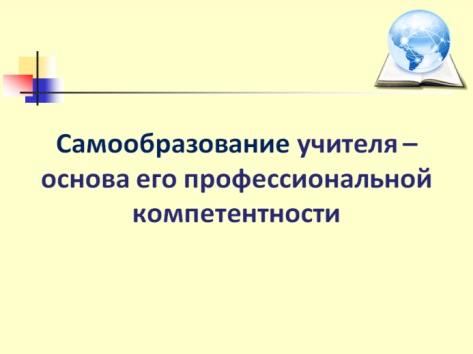 Самообразование учителя –
основа его профессиональной
компетентности